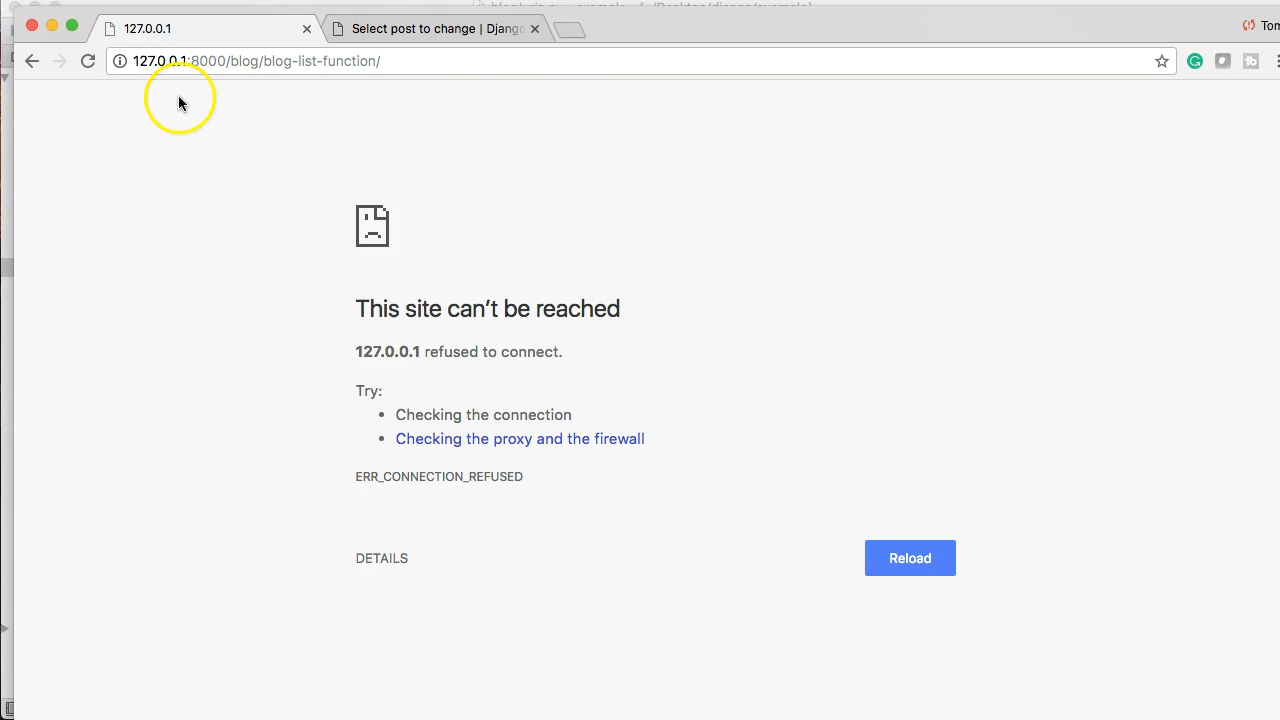 127.0.0.1
Select post to change | Django
Tom
127.0.0.1:8000/blog/blog-list-function/
This site can’t be reached
127.0.0.1 refused to connect.
Try:
• Checking the connection
• Checking the proxy and the firewall
ERR_CONNECTION_REFUSED
DETAILS
Reload